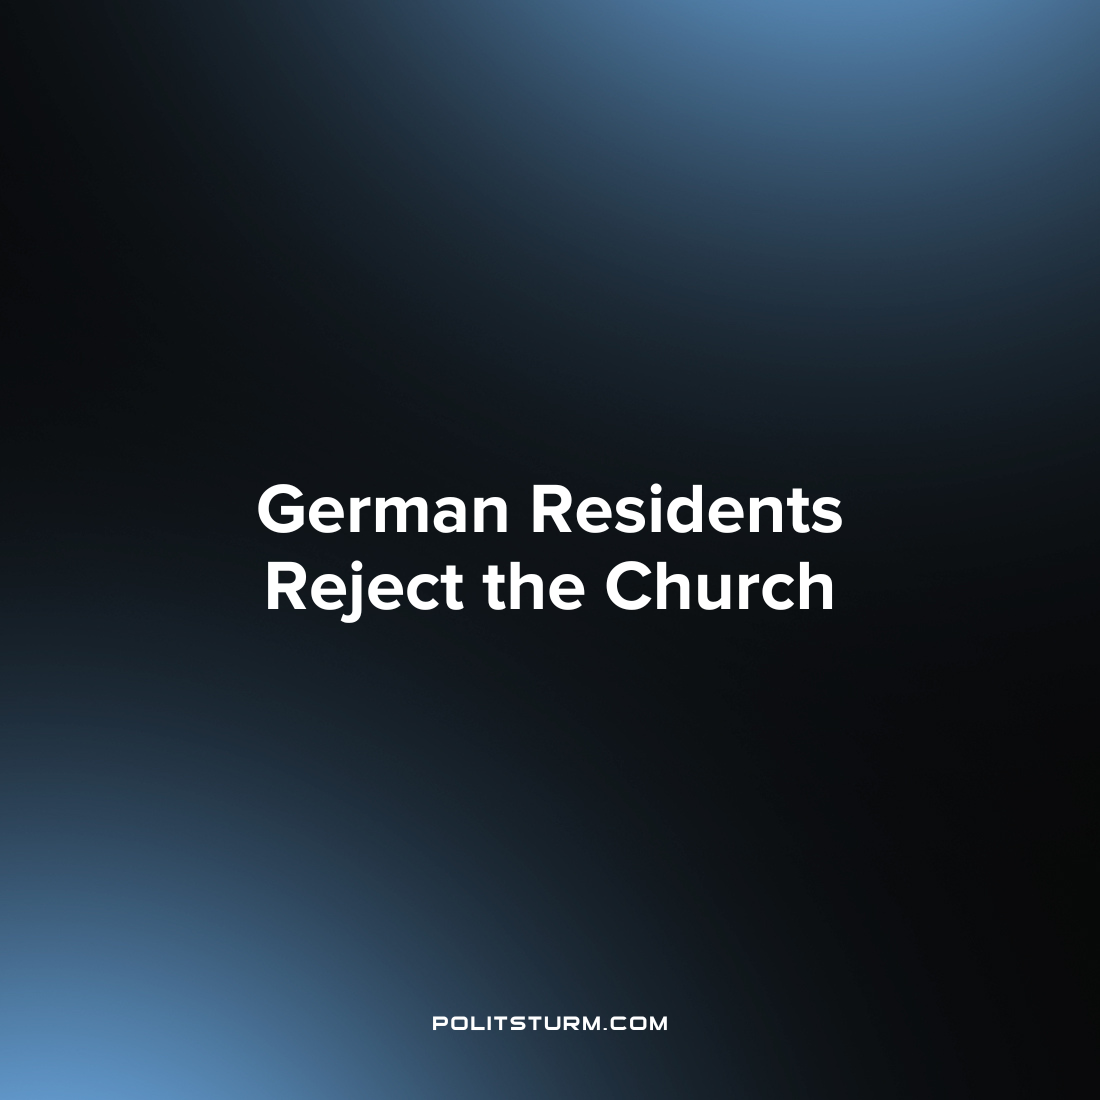 German Residents
Reject the Church
POLITSTURM.COM